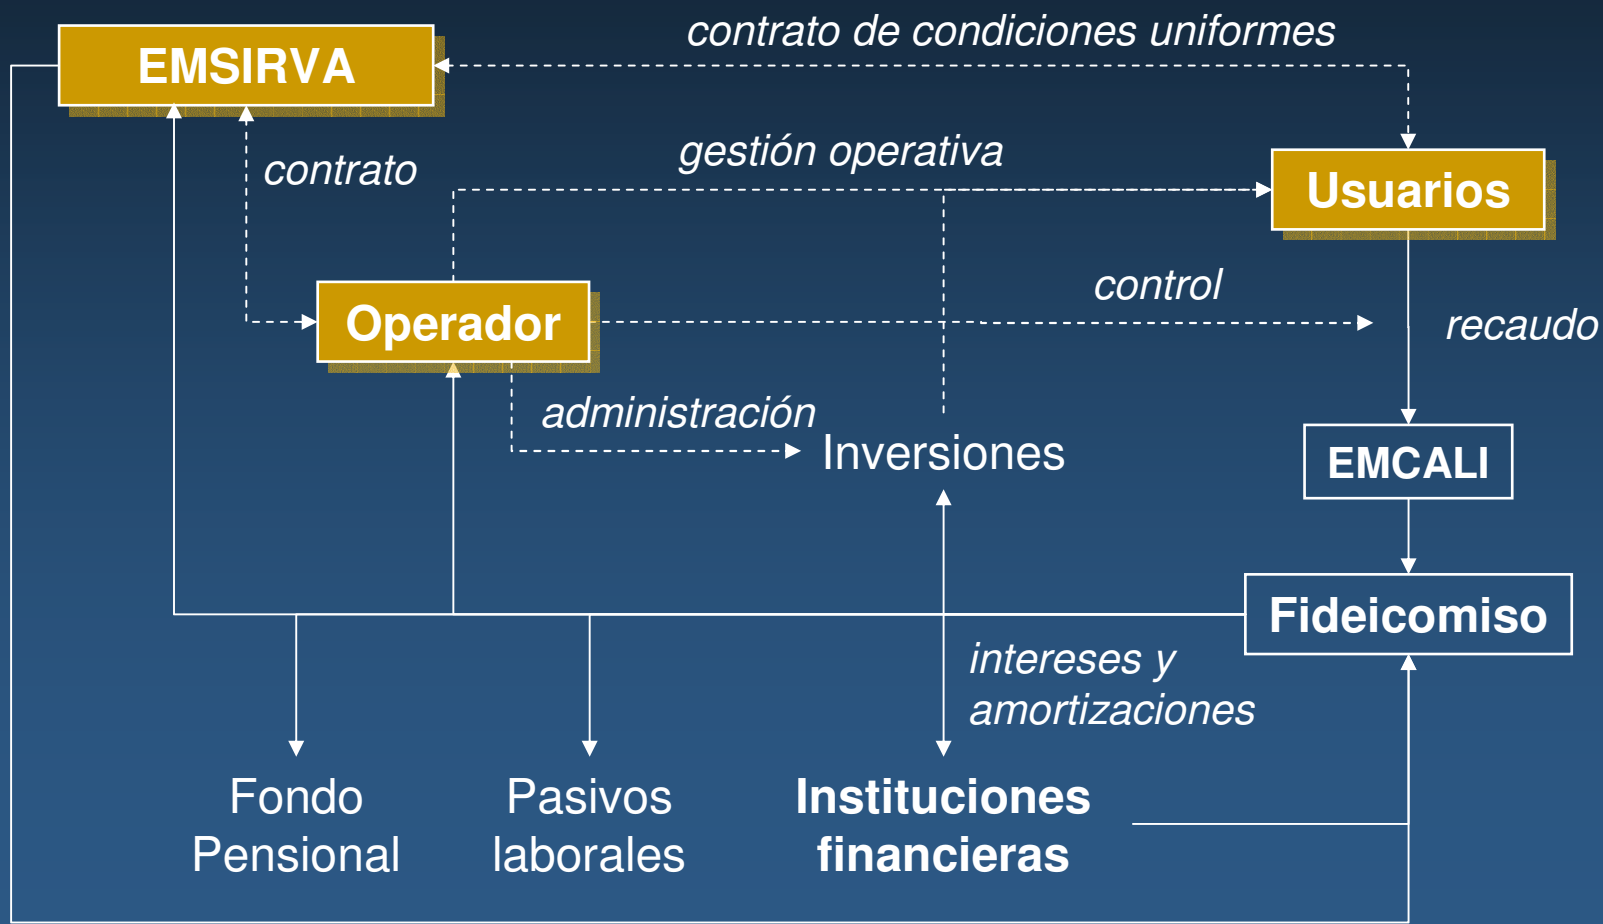 contrato de condiciones uniformes
EMSIRVA
contrato
gestión operativa
Usuarios
control
Operador
recaudo
administración
Inversiones
EMCALI
Fideicomiso
intereses y
amortizaciones
Fondo
Pensional
Pasivos
laborales
Instituciones
financieras